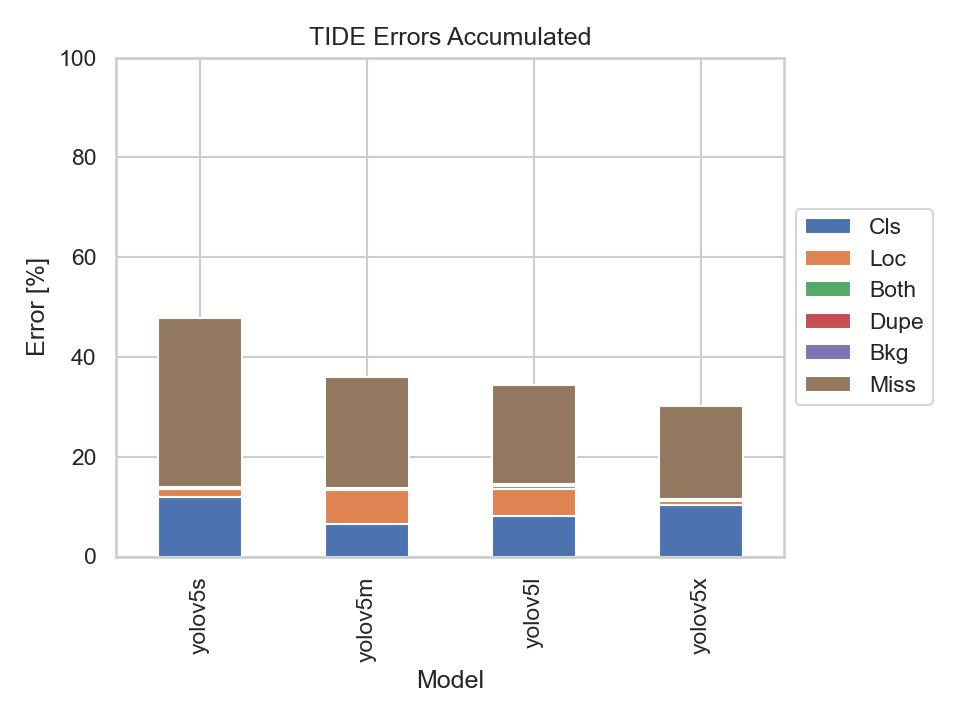 TIDE Errors Accumulated
100
80
60
40
20
0
Error [%]
yolov5s
yolov5m
yolov5l
yolov5x
Model
Cls
Loc
Both
Dupe
Bkg
Miss